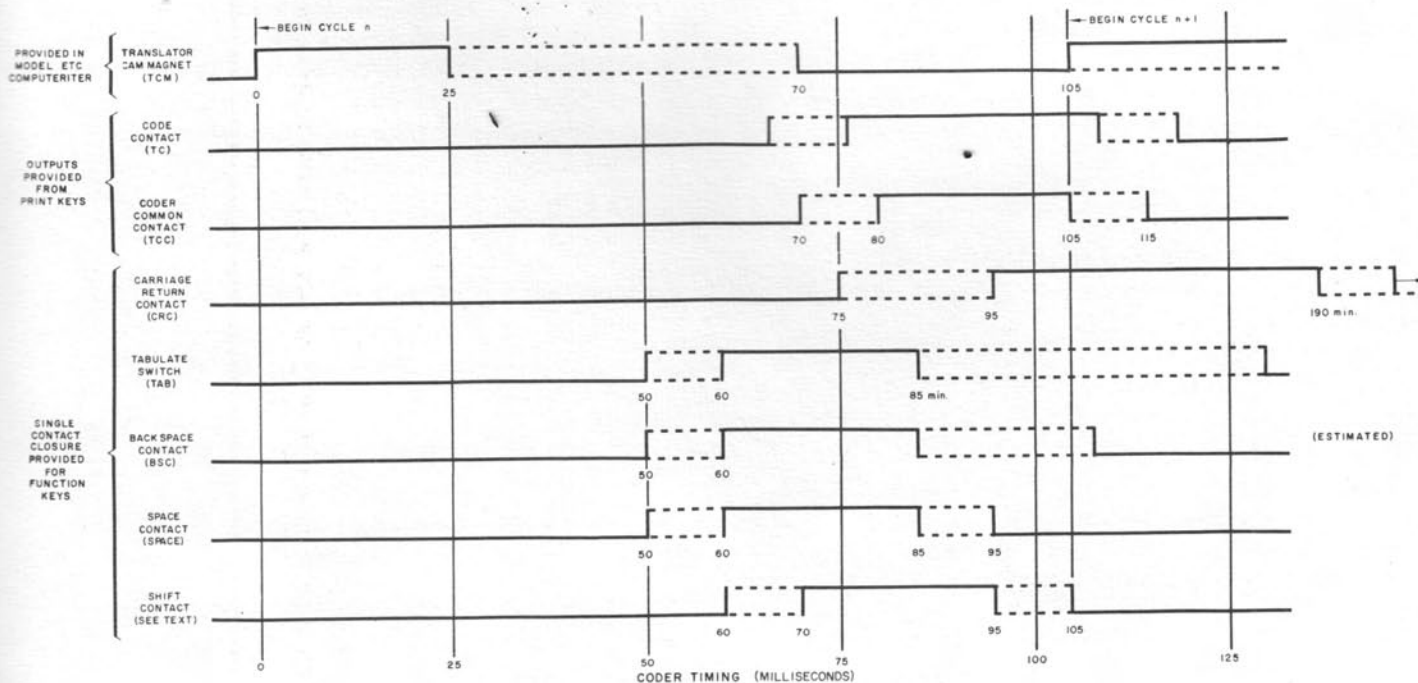 BEGIN CYCLE n
BEGIN CYCLE n+1
PROVIDED IN
MODEL ETC
COMPUTERITER
TRANSLATOR
CAM MAGNET
(TCM)
0
25
70
105
OUTPUTS
PROVIDED
FROM
PRINT KEYS
CODE
CONTACT
(TC)
CODER
COMMON
CONTACT
(TCC)
70
80
105
115
SINGLE
CONTACT
CLOSURE
PROVIDED
FOR
FUNCTION
KEYS
CARRIAGE
RETURN
CONTACT
(CRC)
75
95
190 min.
TABULATE
SWITCH
(TAB)
50
60
85 min.
BACKSPACE
CONTACT
(BSC)
50
60
(ESTIMATED)
SPACE
CONTACT
(SPACE)
50
60
85
95
SHIFT
CONTACT
(SEE TEXT)
60
70
95
105
0
25
50
75
100
125
CODER TIMING (MILLISECONDS)